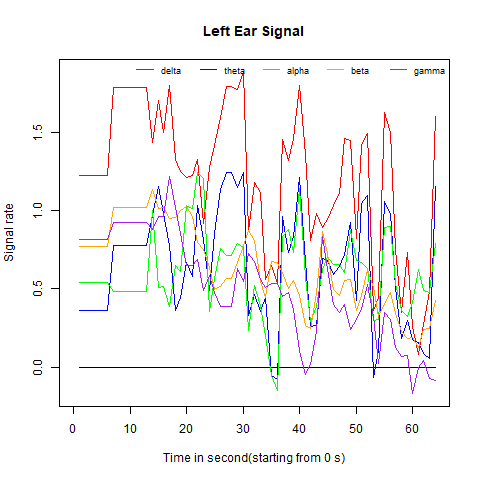 Left Ear Signal
delta theta alpha beta gamma
Signal rate
0.0 0.5 1.0 1.5
0 10 20 30 40 50 60
Time in second(starting from 0 s)